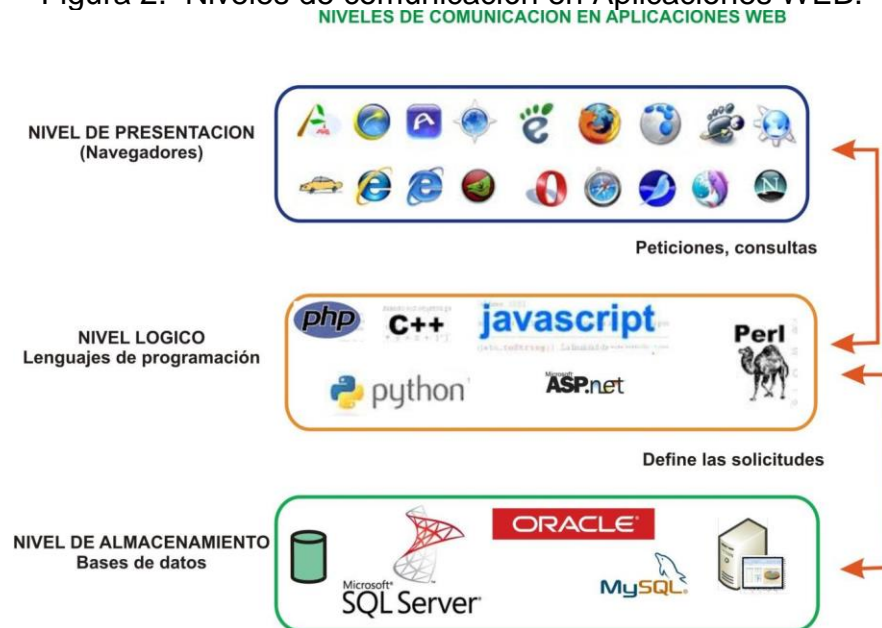 Figura 2. Niveles de comunicación en Aplicaciones WEB.
NIVELES DE COMUNICACION EN APLICACIONES WEB
NIVEL DE PRESENTACION
(Navegadores)
Peticiones, consultas
NIVEL LOGICO
Lenguajes de programación
php
C++
javascript
Perl
python
Microsoft
ASP.net
Define las solicitudes
NIVEL DE ALMACENAMIENTO
Bases de datos
Microsoft
SQL Server
ORACLE
MySQL